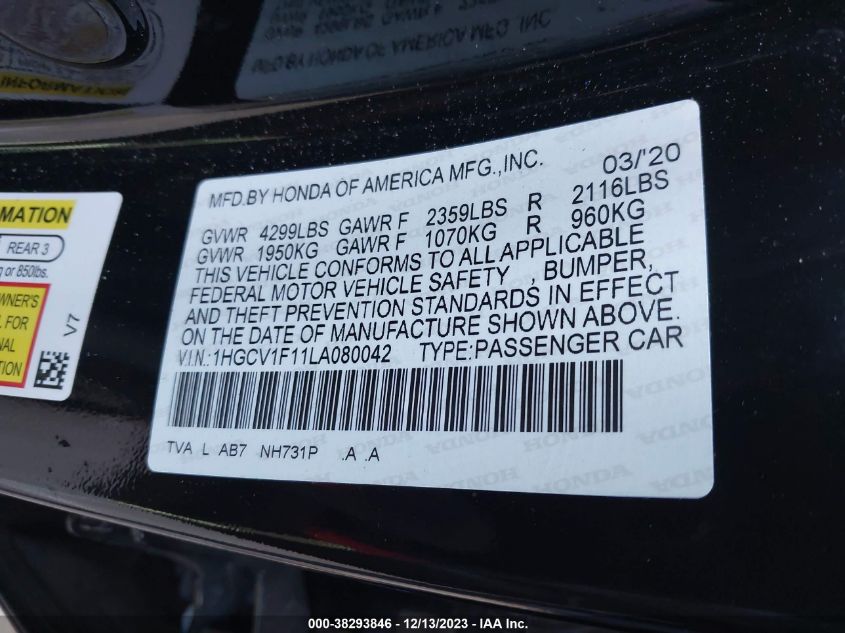 MFD.BY HONDA OF AMERICA MFG.,INC. 03/'20
GVWR 4299LBS GAWR F 2359LBS R 2116LBS
GVWR 1950KG GAWR F 1070KG R 960KG
THIS VEHICLE CONFORMS TO ALL APPLICABLE
FEDERAL MOTOR VEHICLE SAFETY , BUMPER,
AND THEFT PREVENTION STANDARDS IN EFFECT
ON THE DATE OF MANUFACTURE SHOWN ABOVE.
V.I.N.:1HGCV1F11LA080042 TYPE:PASSENGER CAR
TVA L AB7 NH731P .A .A
REAR 3
or 850lbs.
FOR
V7
000-38293846 - 12/13/2023 - IAA Inc.